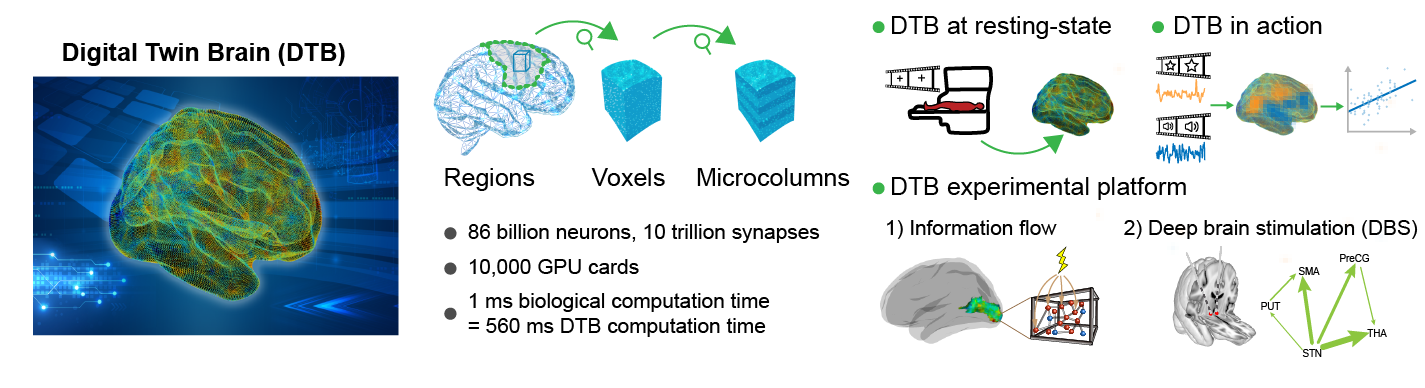 Digital Twin Brain (DTB)
Regions
Voxels
Microcolumns
86 billion neurons, 10 trillion synapses
10,000 GPU cards
1 ms biological computation time
= 560 ms DTB computation time
DTB at resting-state
DTB in action
DTB experimental platform
1) Information flow
2) Deep brain stimulation (DBS)
PreCG
SMA
PUT
THA
STN